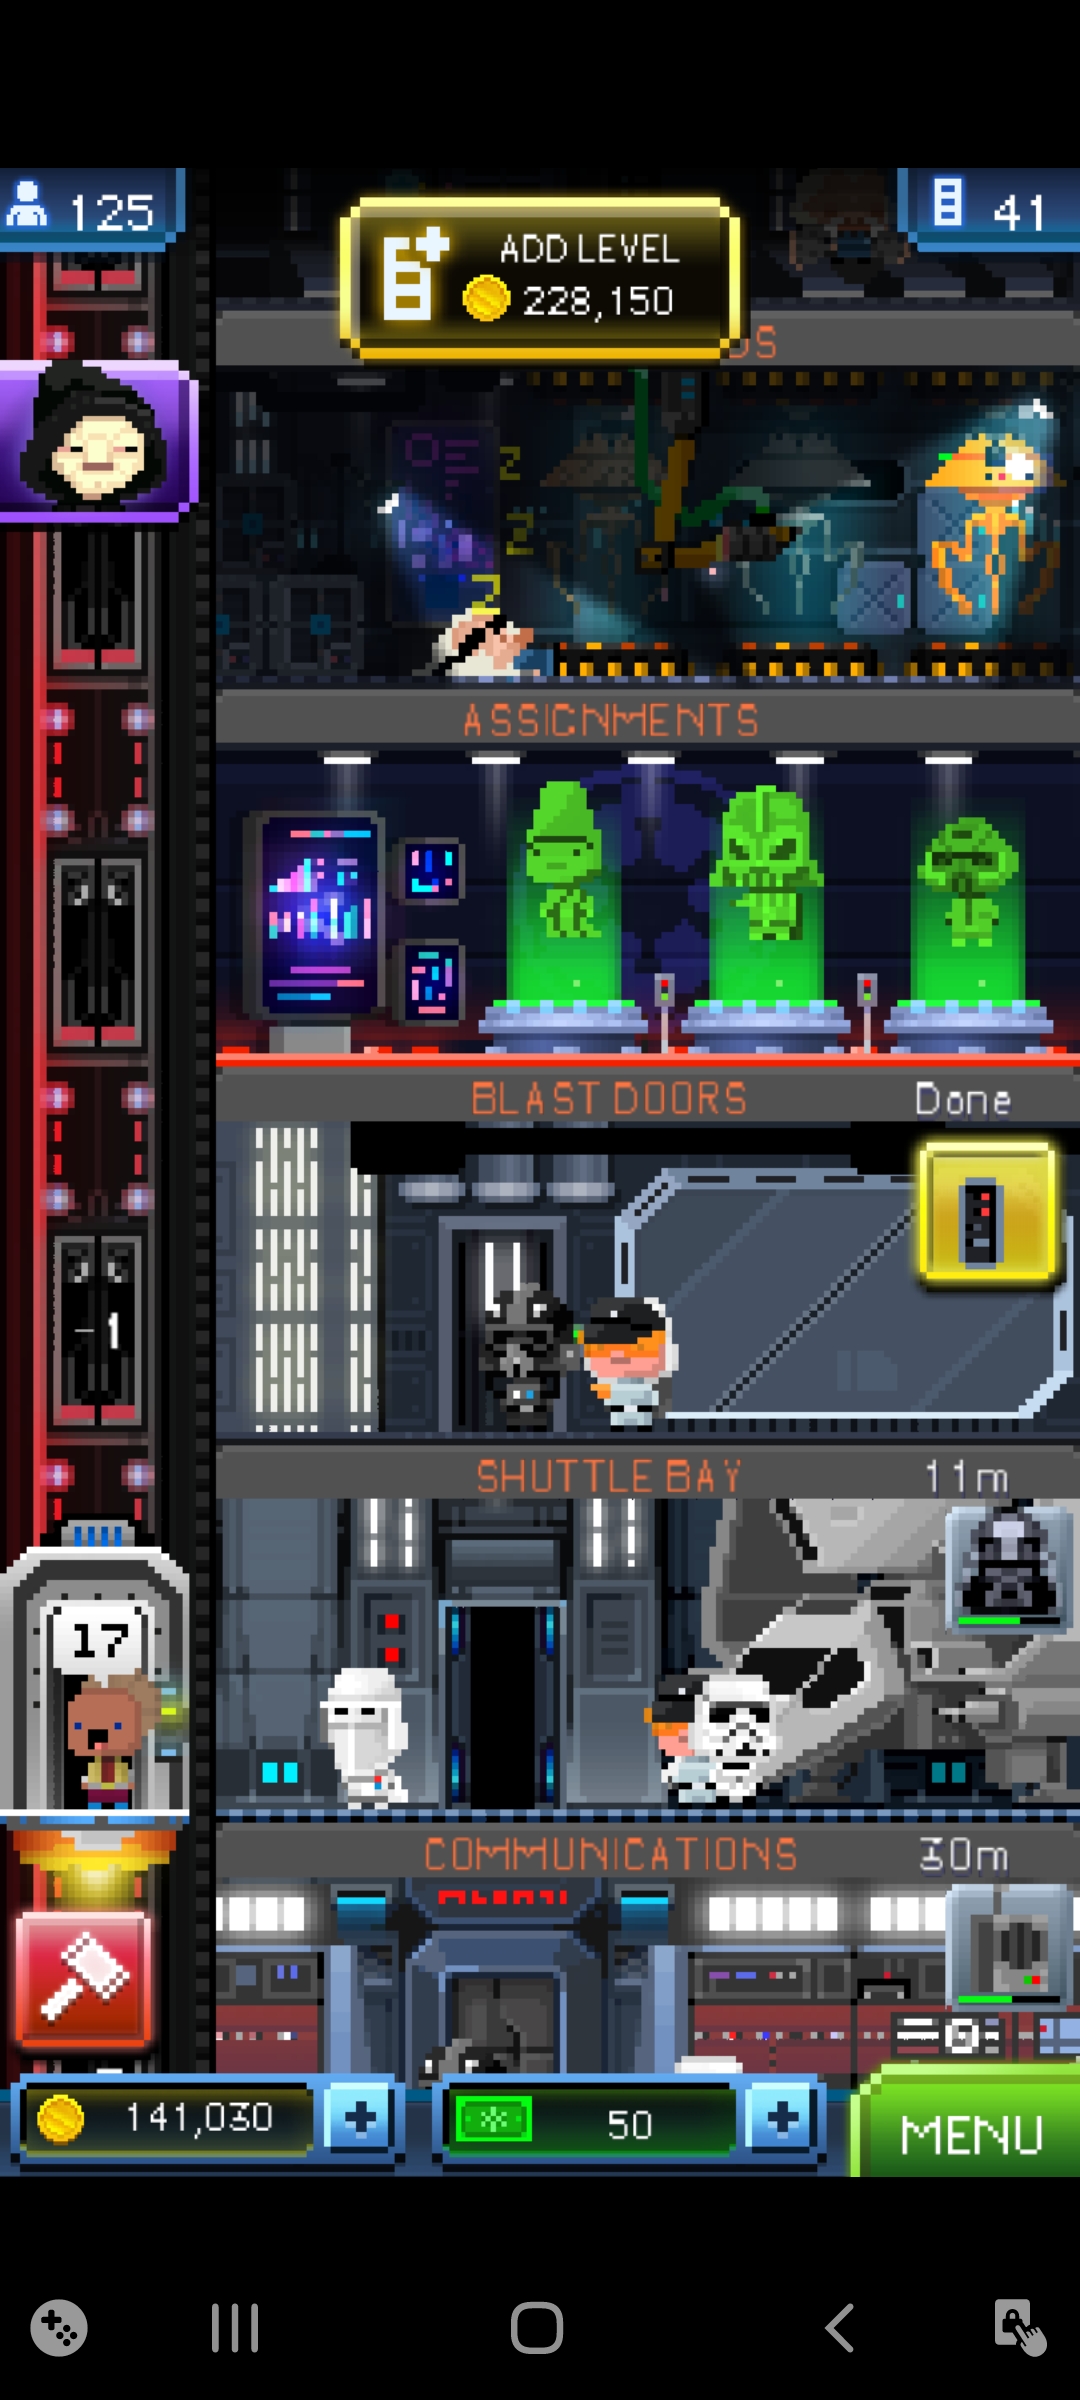 125
ADD LEVEL
228,150
41
ASSIGNMENTS
BLAST DOORS Done
-1
SHUTTLE BAY 11m
17
COMMUNICATIONS 30m
141,030
50
MENU